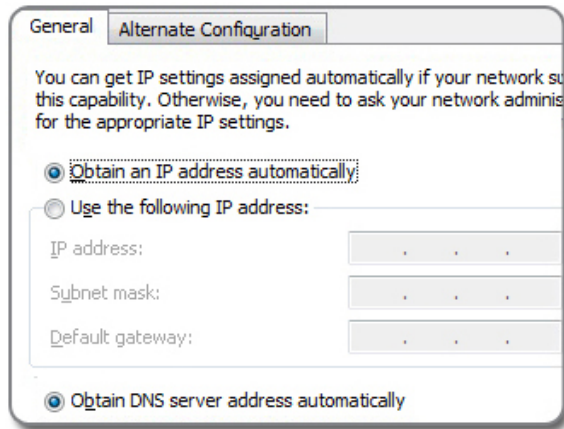 General
Alternate Configuration
You can get IP settings assigned automatically if your network
this capability. Otherwise, you need to ask your network
for the appropriate IP settings.
Obtain an IP address automatically
Use the following IP address:
IP address:
Subnet mask:
Default gateway:
Obtain DNS server address automatically